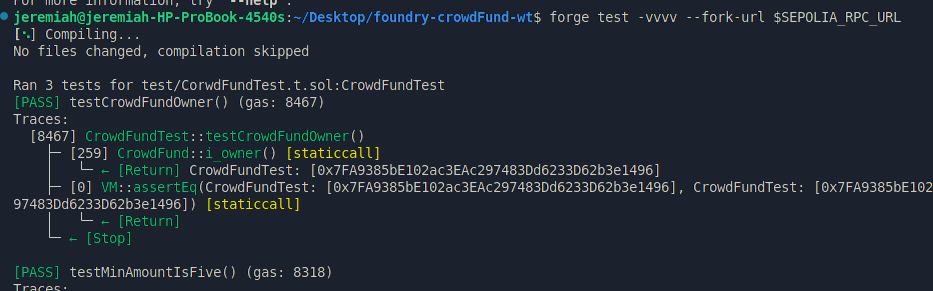 For more information, try '--help'.
jeremiah@jeremiah-HP-ProBook-4540s:~/Desktop/foundry-crowdFund-wt$ forge test -vvvv --fork-url $SEPOLIA_RPC_URL
[⠢] Compiling...
No files changed, compilation skipped
Ran 3 tests for test/CorwdFundTest.t.sol:CrowdFundTest
[PASS] testCrowdFundOwner() (gas: 8467)
Traces:
[8467] CrowdFundTest::testCrowdFundOwner()
├─ [259] CrowdFund::i_owner() [staticcall]
│ └─ ← [Return] CrowdFundTest: [0x7FA9385bE102ac3EAc297483Dd6233D62b3e1496]
├─ [0] VM::assertEq(CrowdFundTest: [0x7FA9385bE102ac3EAc297483Dd6233D62b3e1496], CrowdFundTest: [0x7FA9385bE102
97483Dd6233D62b3e1496]) [staticcall]
│ └─ ← [Return]
└─ ← [Stop]
[PASS] testMinAmountIsFive() (gas: 8318)
Traces: